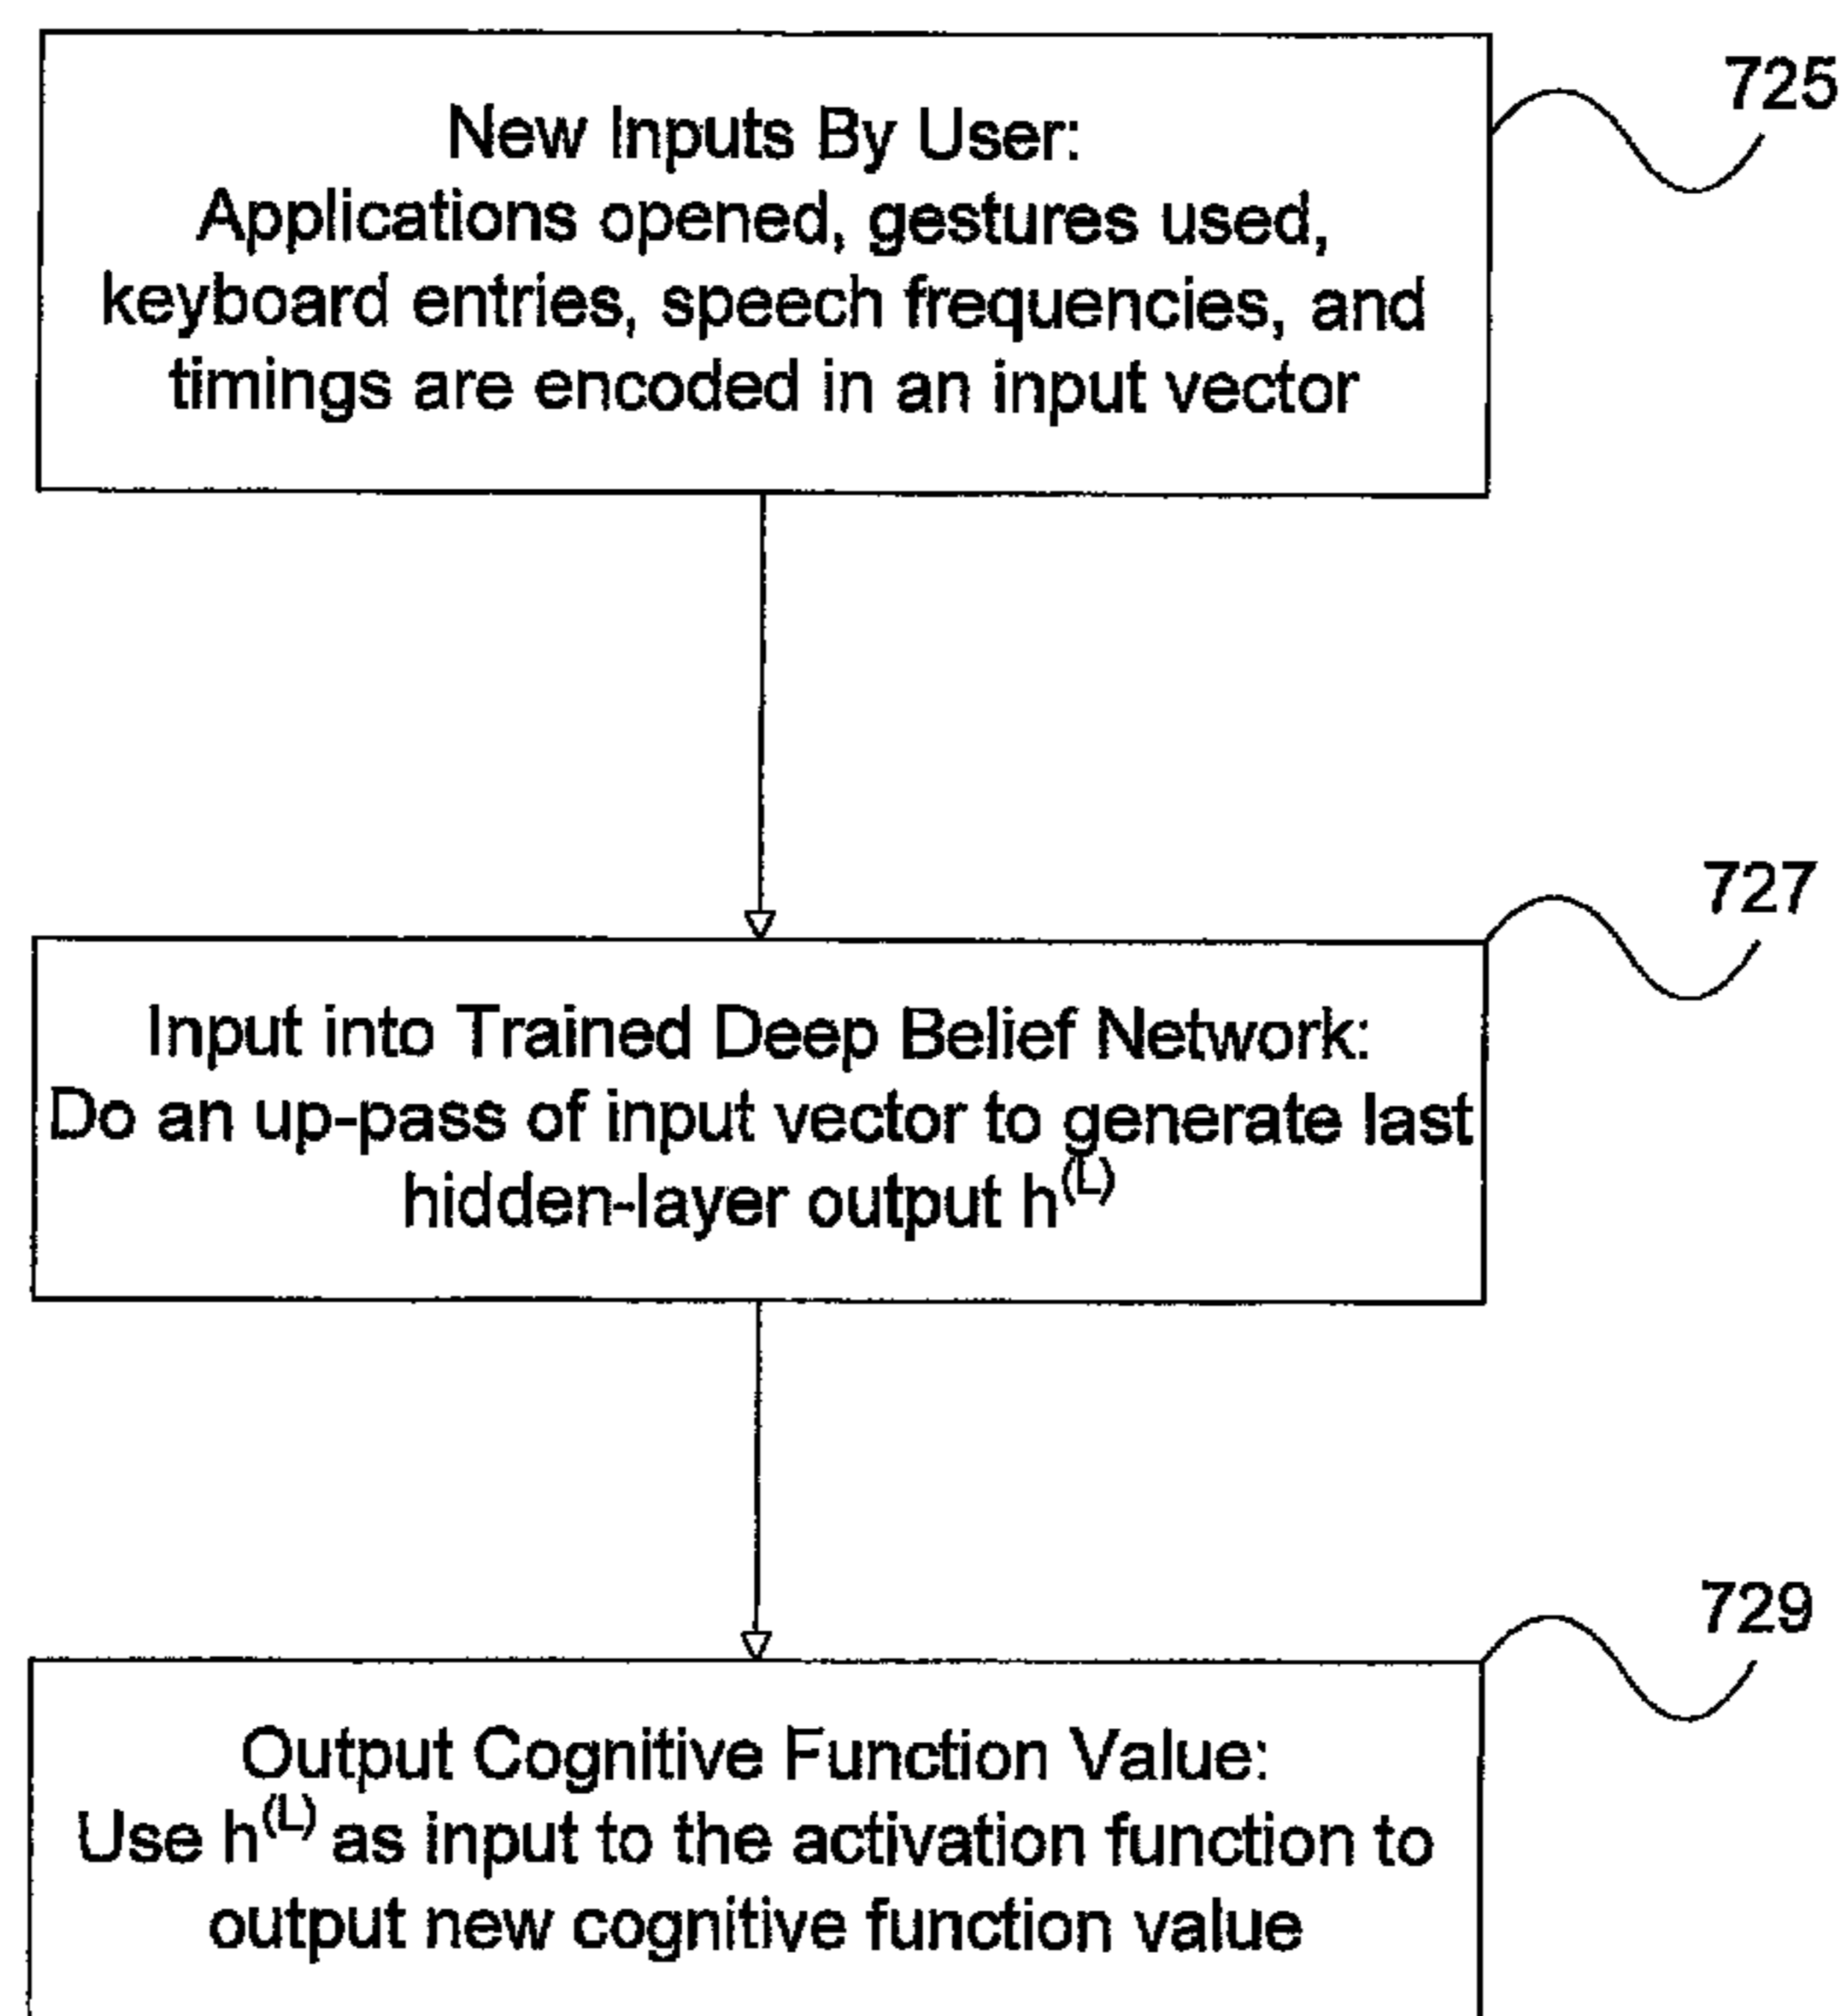 New Inputs By User:
725
Applications opened, gestures used,
keyboard entries, speech frequencies, and
timings are encoded in an input vector
727
Input into Trained Deep Belief Network:
Do an up-pass of input vector to generate last
hidden-layer output h^(L)
729
Output Cognitive Function Value:
Use h^(L) as input to the activation function to
output new cognitive function value